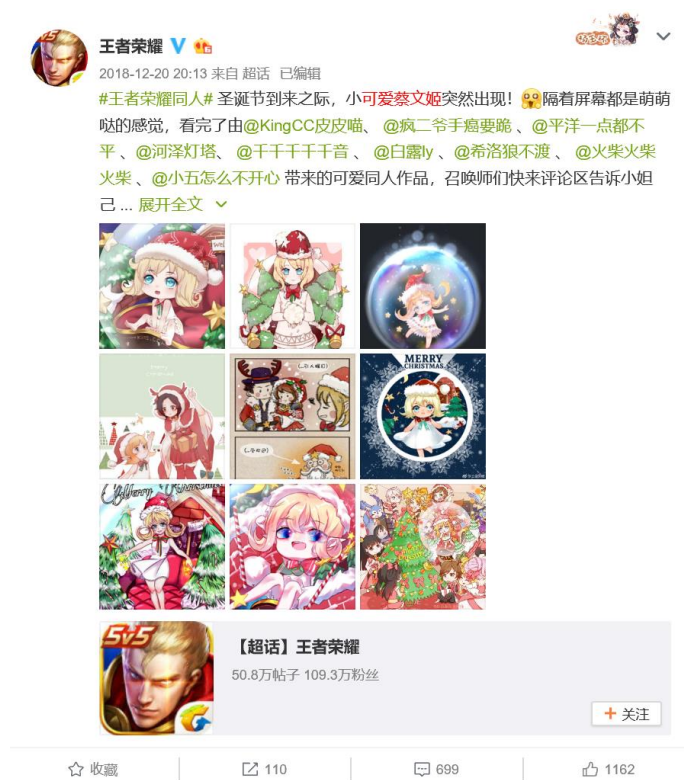 王者荣耀
2018-12-20 20:13 来自 超话 已编辑
#王者荣耀同人# 圣诞节到来之际，小可爱蔡文姬突然出现！隔着屏幕都是萌萌
哒的感觉，看完了由@KingCC皮皮喵、 @疯二爷手癌要跪 、@平洋一点都不
平 、@河泽灯塔、 @千千千千千音 、 @白露ly 、@希洛狼不渡 、 @火柴火柴
火柴 、@小五怎么不开心 带来的可爱同人作品，召唤师们快来评论区告诉小妲
己 ... 展开全文
MERRY
CHRISTMAS
Merry
5v5
【超话】王者荣耀
50.8万帖子 109.3万粉丝
+ 关注
收藏
110
699
1162